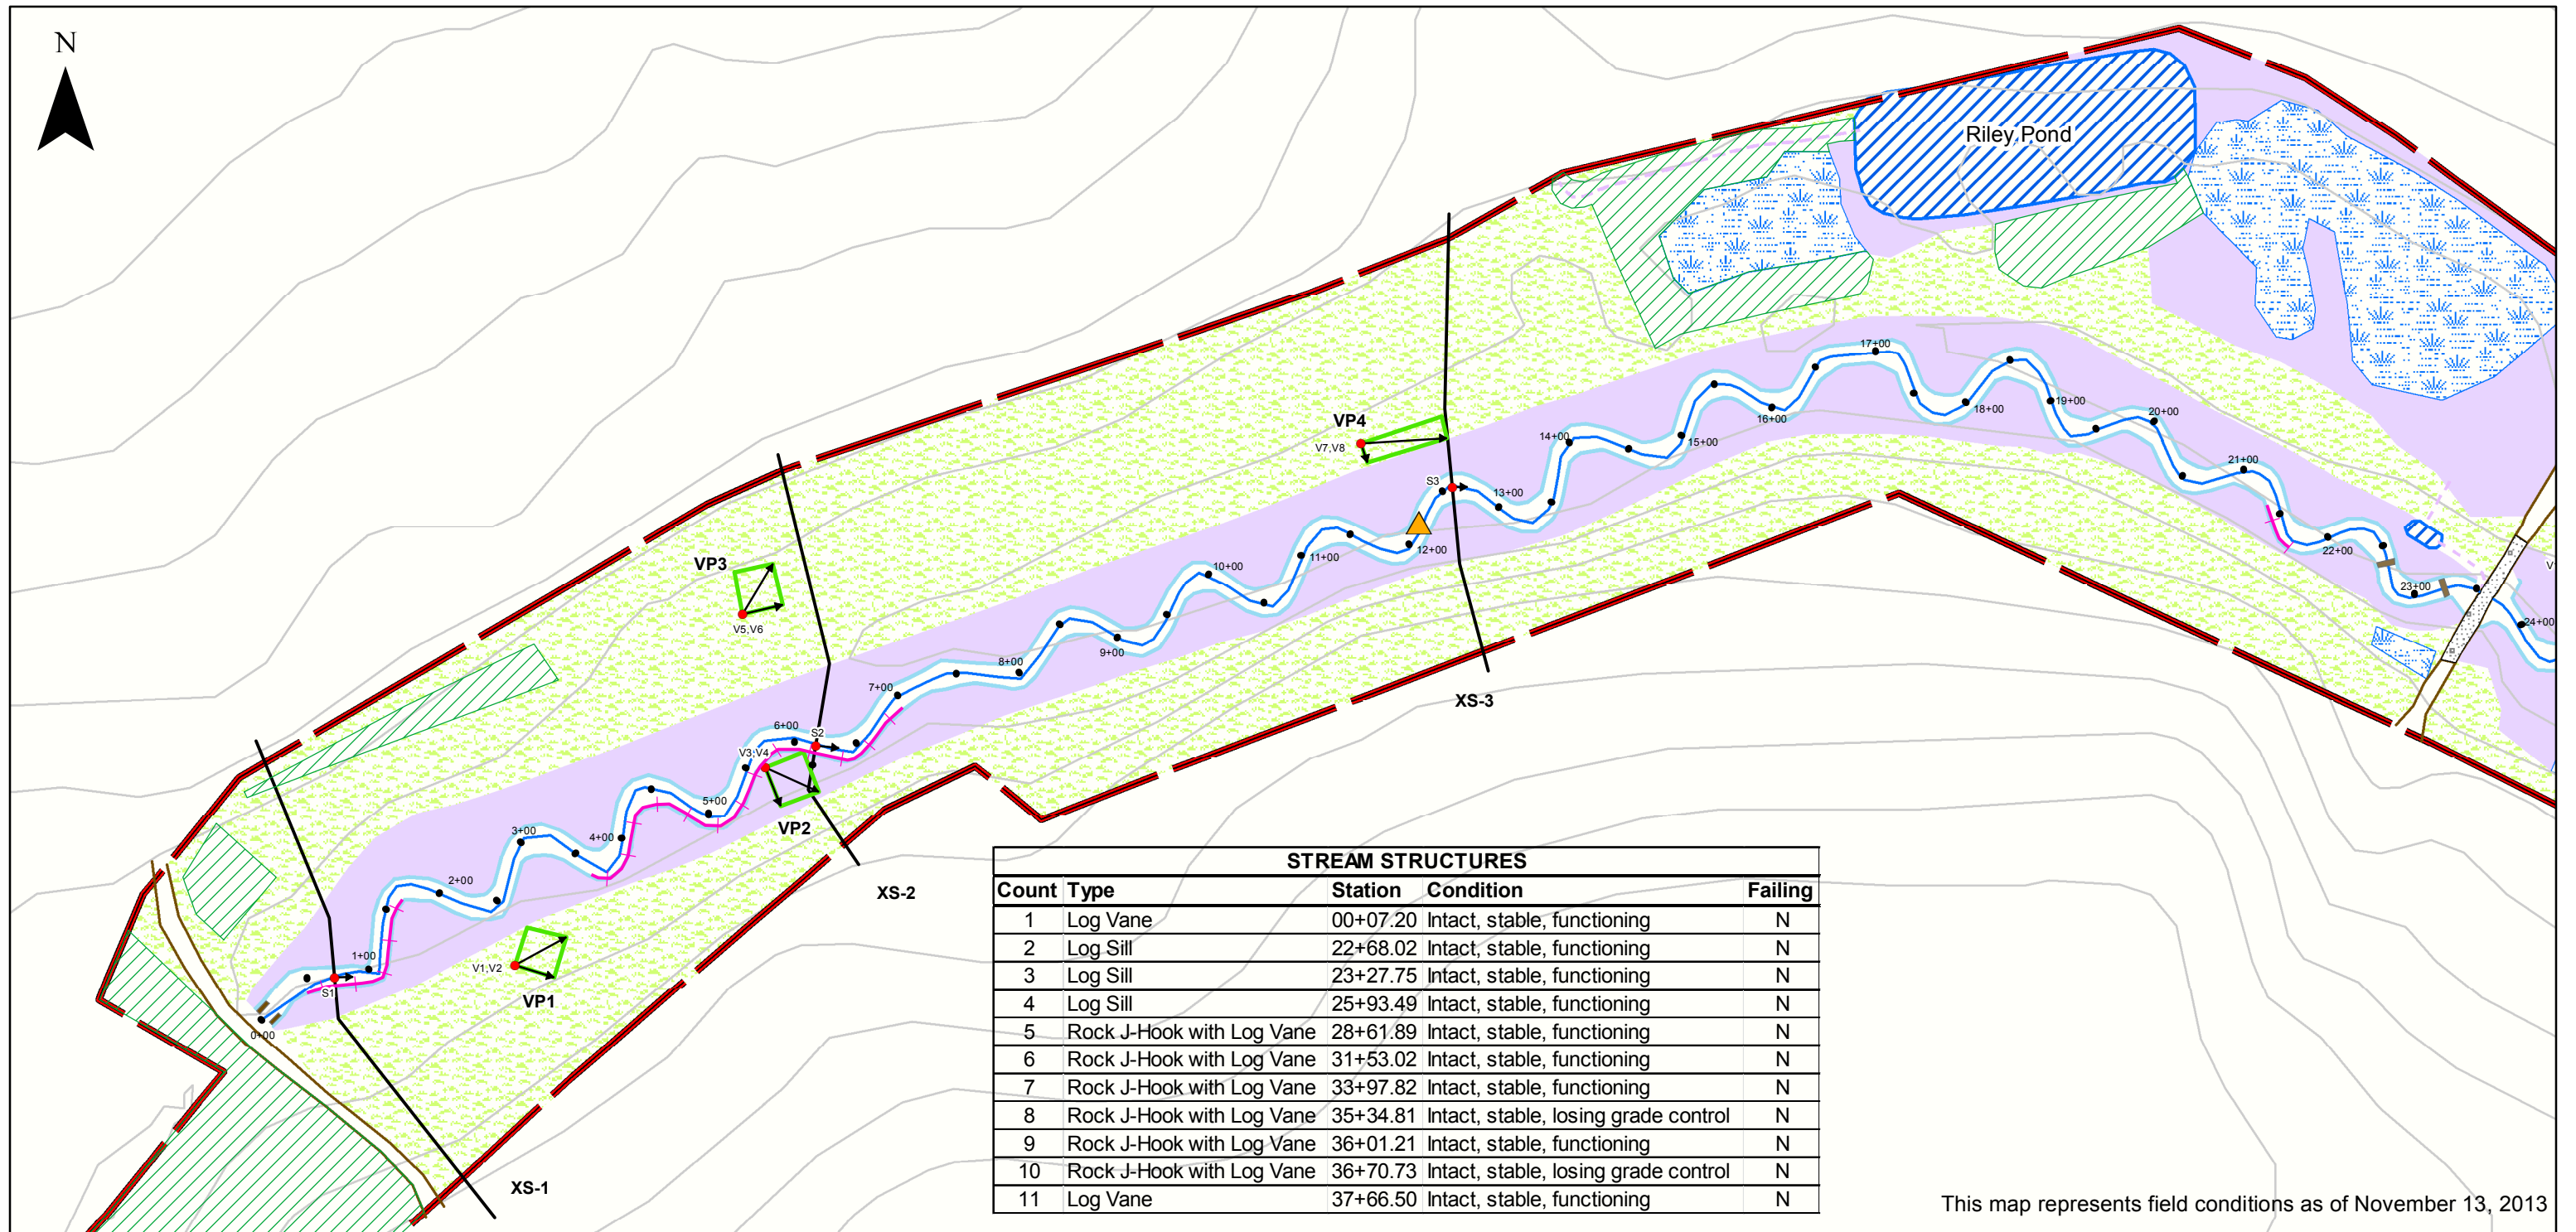 N
Riley Pond
17+00
16+00
18+00
19+00
20+00
15+00
14+00
21+00
VP4
V7,V8
S3
13+00
12+00
22+00
23+00
24+00
V
VP3
V5,V6
11+00
10+00
9+00
8+00
7+00
6+00
S2
V3,V4
5+00
VP2
4+00
3+00
2+00
1+00
S1
0+00
V1,V2
VP1
XS-3
XS-2
XS-1
STREAM STRUCTURES
Count Type Station Condition Failing
1 Log Vane 00+07.20 Intact, stable, functioning N
2 Log Sill 22+68.02 Intact, stable, functioning N
3 Log Sill 23+27.75 Intact, stable, functioning N
4 Log Sill 25+93.49 Intact, stable, functioning N
5 Rock J-Hook with Log Vane 28+61.89 Intact, stable, functioning N
6 Rock J-Hook with Log Vane 31+53.02 Intact, stable, functioning N
7 Rock J-Hook with Log Vane 33+97.82 Intact, stable, functioning N
8 Rock J-Hook with Log Vane 35+34.81 Intact, stable, losing grade control N
9 Rock J-Hook with Log Vane 36+01.21 Intact, stable, functioning N
10 Rock J-Hook with Log Vane 36+70.73 Intact, stable, losing grade control N
11 Log Vane 37+66.50 Intact, stable, functioning N
This map represents field conditions as of November 13, 2013